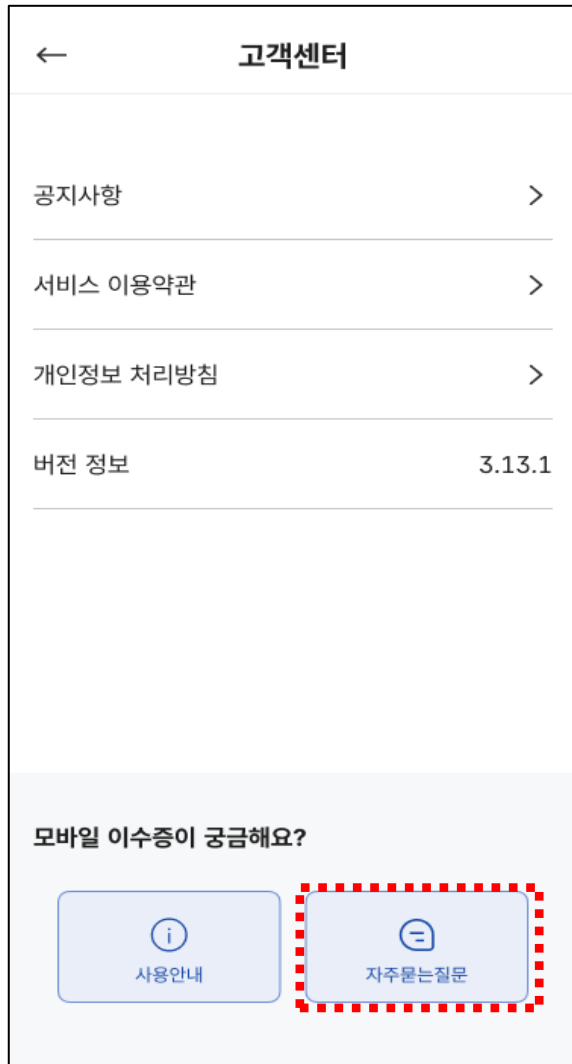 고객센터
공지사항
서비스 이용약관
개인정보 처리방침
버전 정보 3.13.1
모바일 이수증이 궁금해요?
사용안내
자주묻는질문